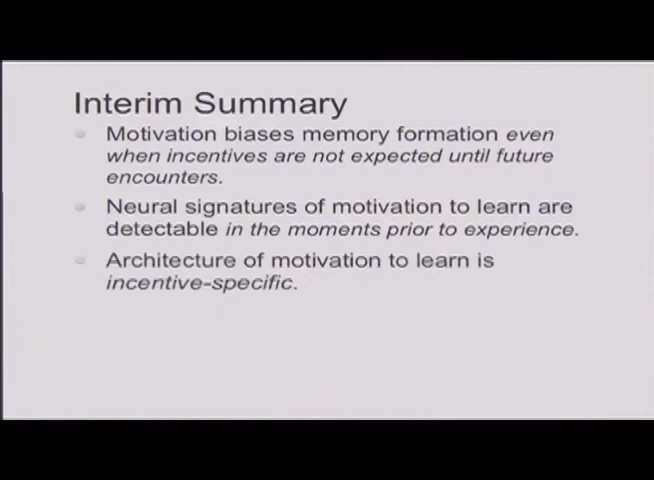 Interim Summary
Motivation biases memory formation even
when incentives are not expected until future
encounters.
Neural signatures of motivation to learn are
detectable in the moments prior to experience.
Architecture of motivation to learn is
incentive-specific.